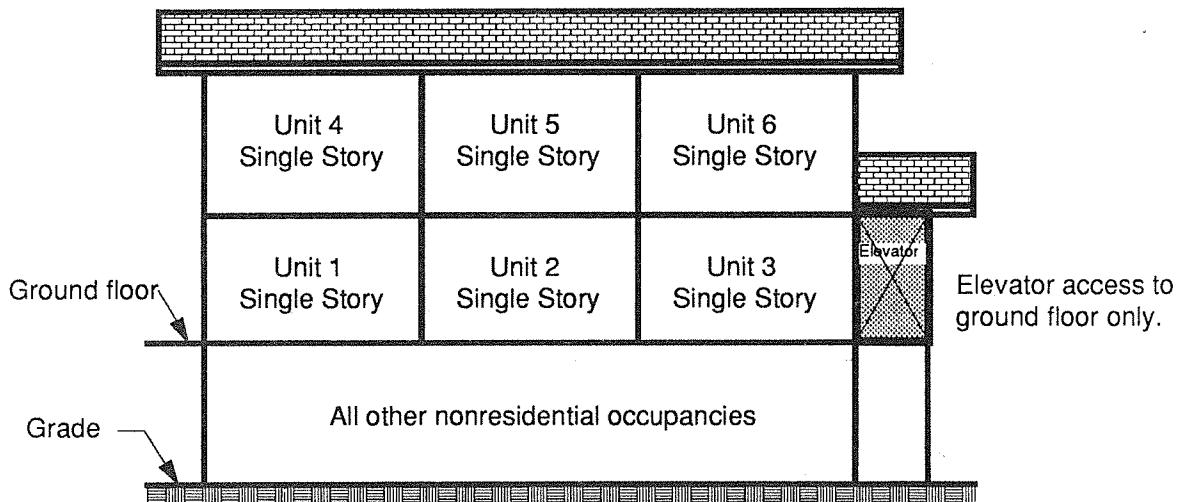 Unit 4
Single Story
Unit 5
Single Story
Unit 6
Single Story
Unit 1
Single Story
Unit 2
Single Story
Unit 3
Single Story
Elevator
Ground floor
Elevator access to
ground floor only.
All other nonresidential occupancies
Grade